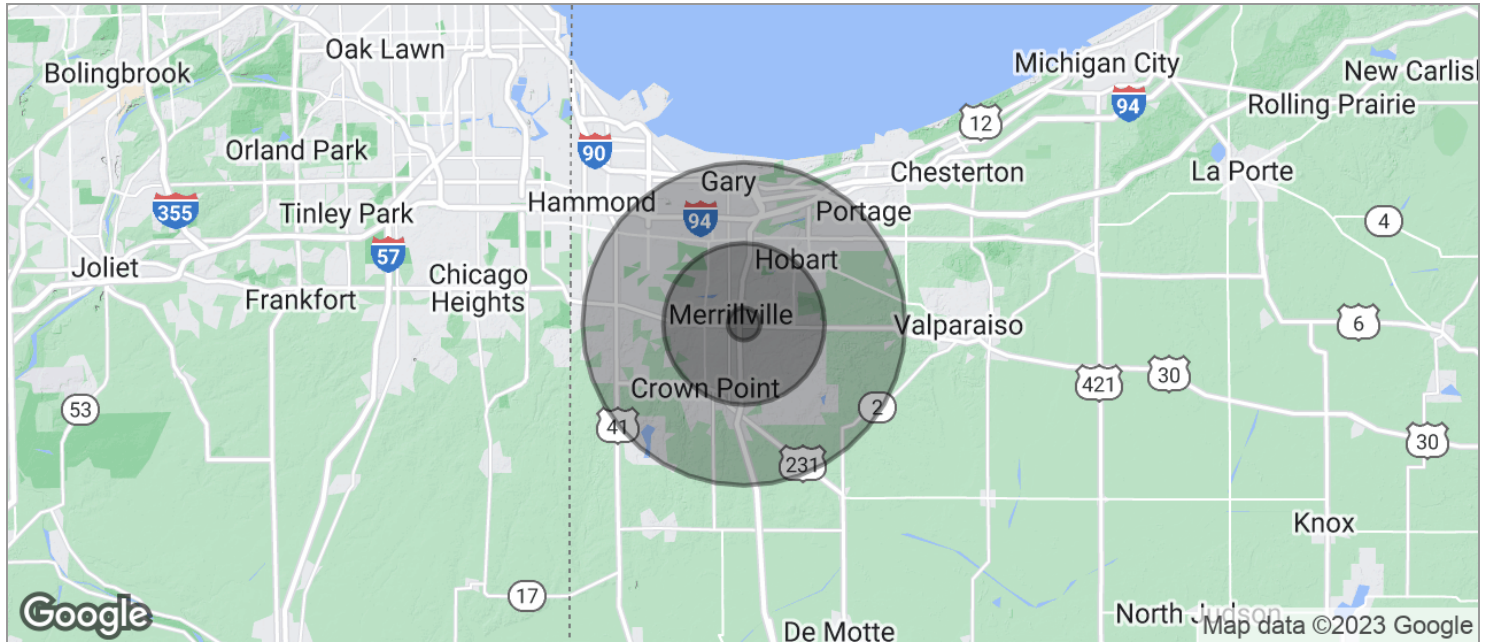 Oak Lawn
Bolingbrook
Michigan City
New Carlisl
94
Rolling Prairie
12
Orland Park
90
Chesterton
La Porte
Gary
355
Hammond
94
Portage
Tinley Park
4
57
Hobart
Joliet
Chicago
Heights
Frankfort
Merrillville
Valparaiso
6
421
30
Crown Point
53
2
41
30
231
Knox
17
Google
North Judson
Map data ©2023 Google
De Motte